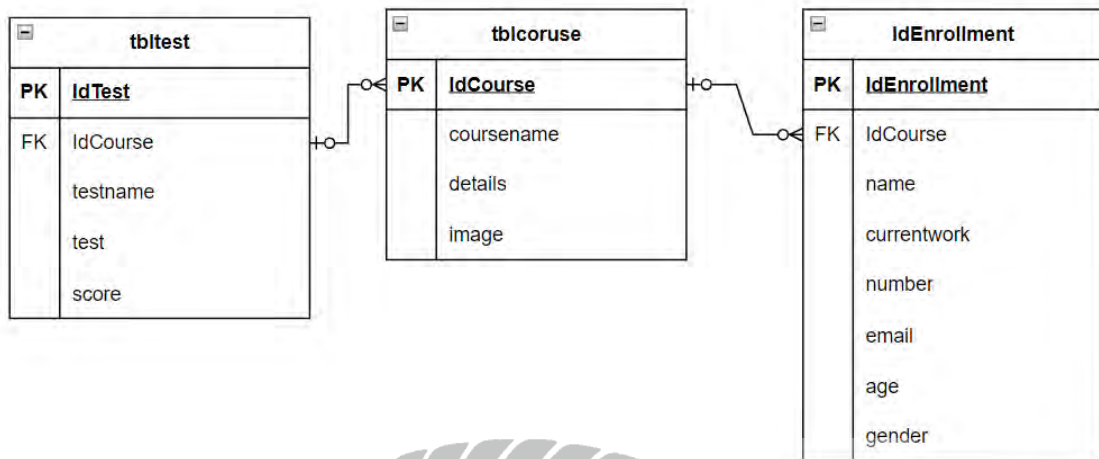 tbltest
PK IdTest
FK IdCourse
testname
test
score
tblcoruse
PK IdCourse
coursename
details
image
IdEnrollment
PK IdEnrollment
FK IdCourse
name
currentwork
number
email
age
gender